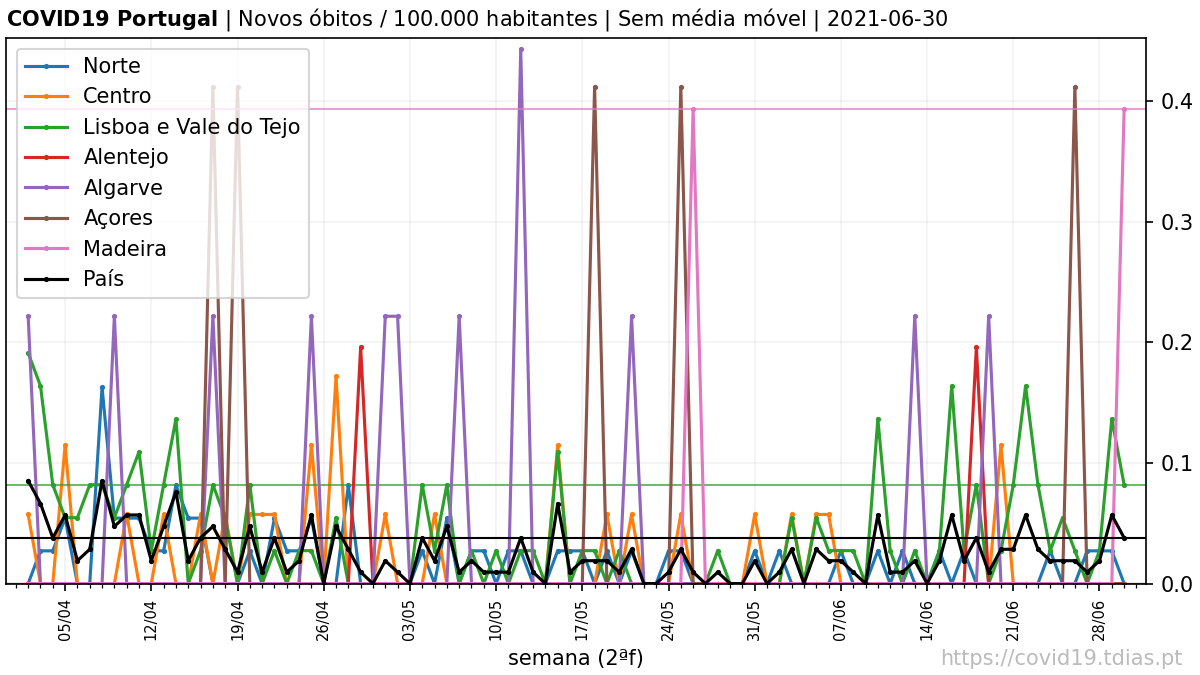 COVID19 Portugal | Novos óbitos / 100.000 habitantes | Sem média móvel | 2021-06-30
Norte
Centro
Lisboa e Vale do Tejo
Alentejo
Algarve
Açores
Madeira
País
0.4
0.3
0.2
0.1
0.0
05/04 12/04 19/04 26/04 03/05 10/05 17/05 24/05 31/05 07/06 14/06 21/06 28/06
semana (2ªf)
https://covid19.tdias.pt